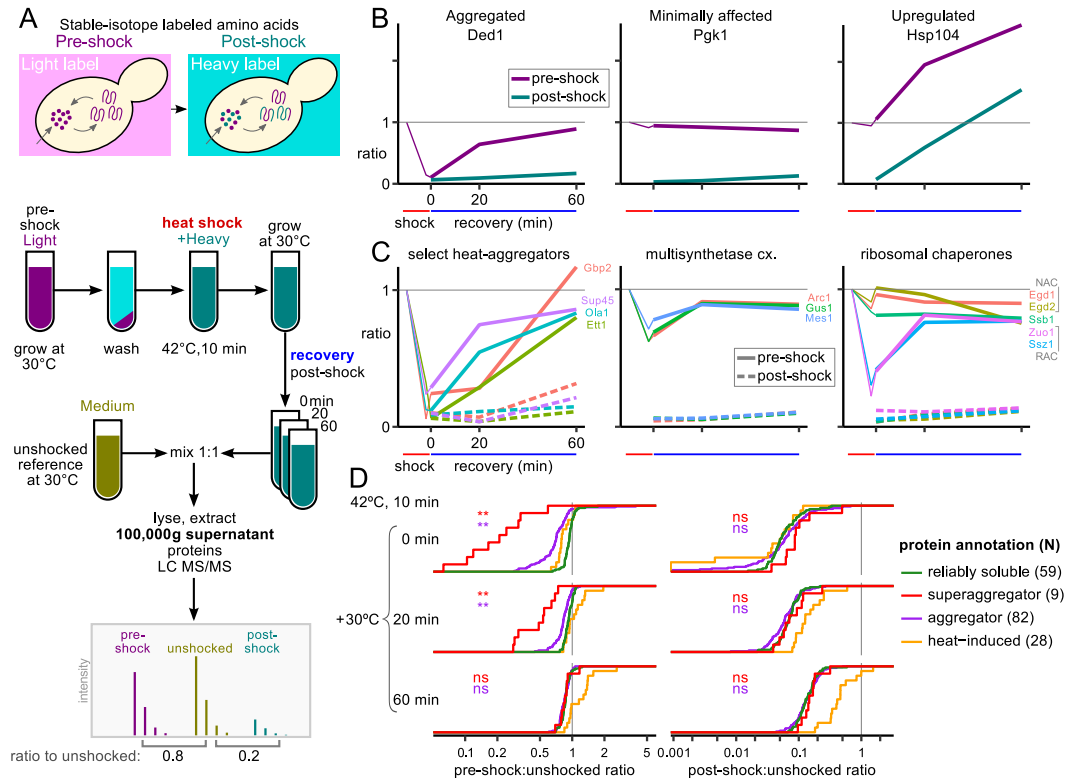 A
Stable-isotope labeled amino acids
Pre-shock
Post-shock
Light label
Heavy label
pre-
shock
Light
heat shock
+Heavy
grow
at 30°C
grow at
30°C
wash
42°C,10 min
recovery
post-shock
0 min
20
60
Medium
unshocked
reference
at 30°C
mix 1:1
lyse, extract
100,000g supernatant
proteins
LC MS/MS
intensity
pre-
shock
unshocked
post-
shock
ratio to unshocked:
0.8
0.2
B
Aggregated
Ded1
Minimally affected
Pgk1
Upregulated
Hsp104
pre-shock
post-shock
1
ratio
0
0
20
60
shock
recovery (min)
C
select heat-aggregators
multisynthetase cx.
ribosomal chaperones
Gbp2
Sup45
Ola1
Ett1
Arc1
Gus1
Mes1
NAC
Egd1
Egd2
Ssb1
Zuo1
Ssz1
RAC
pre-shock
post-shock
1
ratio
0
0
20
60
shock
recovery (min)
D
42ºC, 10 min
0 min
+30°C
20 min
60 min
**
**
ns
ns
**
**
ns
ns
ns
ns
ns
ns
0.1
0.2
0.5
1
2
5
pre-shock:unshocked ratio
0.001
0.01
0.1
1
post-shock:unshocked ratio
protein annotation (N)
reliably soluble (59)
superaggregator (9)
aggregator (82)
heat−induced (28)